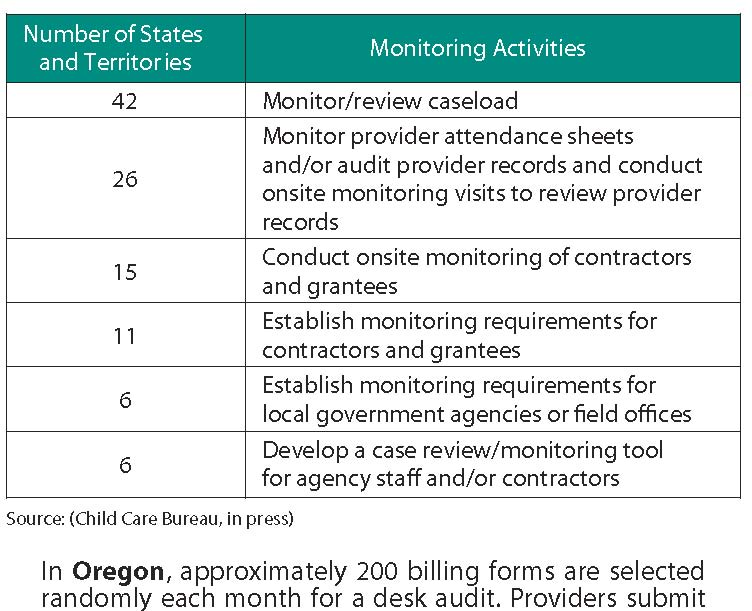 Number of States
and Territories
Monitoring Activities
42
Monitor/review caseload
26
Monitor provider attendance sheets
and/or audit provider records and conduct
onsite monitoring visits to review provider
records
15
Conduct onsite monitoring of contractors
and grantees
11
Establish monitoring requirements for
contractors and grantees
6
Establish monitoring requirements for
local government agencies or field offices
6
Develop a case review/monitoring tool
for agency staff and/or contractors
Source: (Child Care Bureau, in press)
In Oregon, approximately 200 billing forms are selected
randomly each month for a desk audit. Providers submit